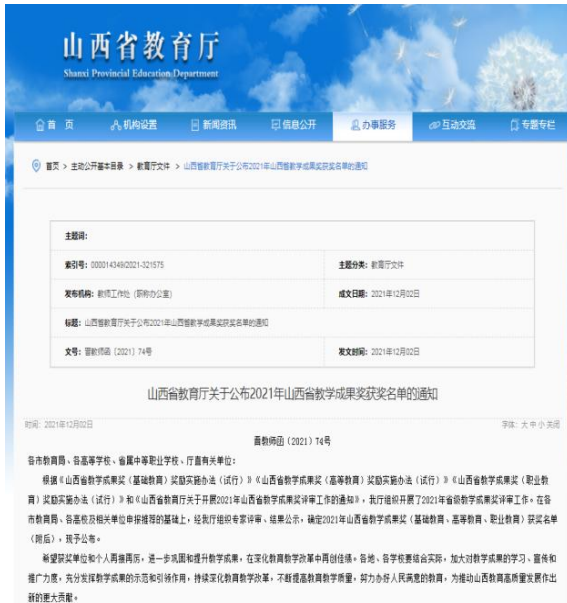 山西省教育厅
Shanxi Provincial Education Department
首 页 机构设置 新闻资讯 信息公开 办事服务 互动交流 专题专栏
首页 > 主动公开基本目录 > 教育厅文件 > 山西省教育厅关于公布2021年山西省教学成果奖获奖名单的通知
主题词：
索引号：000014349/2021-321575 主题分类：教育厅文件
发布机构：教师工作处（职称办公室） 成文日期：2021年12月02日
标题：山西省教育厅关于公布2021年山西省教学成果奖获奖名单的通知
文号：晋教师函〔2021〕74号 发文时间：2021年12月02日
山西省教育厅关于公布2021年山西省教学成果奖获奖名单的通知
时间：2021年12月02日 字体：大 中 小 关闭
晋教师函（2021）74号
各市教育局、各高等学校、省属中等职业学校、厅直有关单位：
根据《山西省教学成果奖（基础教育）奖励实施办法（试行）》《山西省教学成果奖（高等教育）奖励实施办法（试行）》《山西省教学成果奖（职业教
育）奖励实施办法（试行）》和《山西省教育厅关于开展2021年山西省教学成果奖评审工作的通知》，我厅组织开展了2021年省级教学成果奖评审工作。在各
市教育局、各高校及相关单位申报推荐的基础上，经我厅组织专家评审、结果公示，确定2021年山西省教学成果奖（基础教育、高等教育、职业教育）获奖名单
（附后），现予公布。
希望获奖单位和个人再接再厉，进一步巩固和提升教学成果，在深化教育教学改革中再创佳绩。各地、各学校要结合实际，加大对教学成果的学习、宣传和
推广力度，充分发挥教学成果的示范和引领作用，持续深化教育教学改革，不断提高教育教学质量，努力办好人民满意的教育，为推动山西教育高质量发展作出
新的更大贡献。